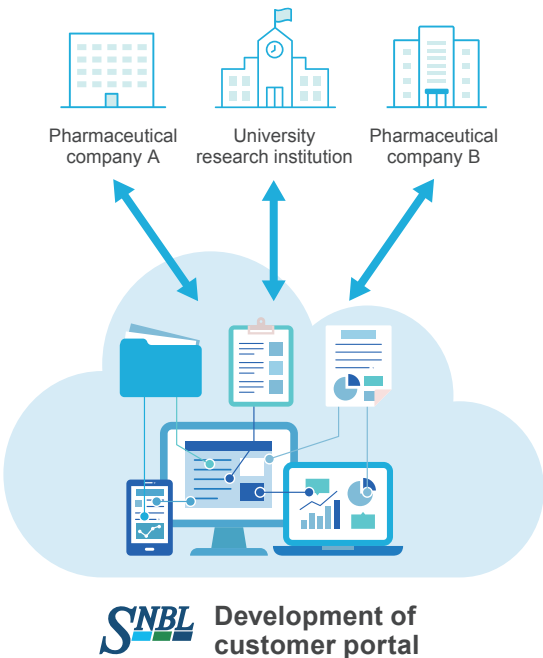 Pharmaceutical
company A
University
research institution
Pharmaceutical
company B
SNBL
Development of
customer portal